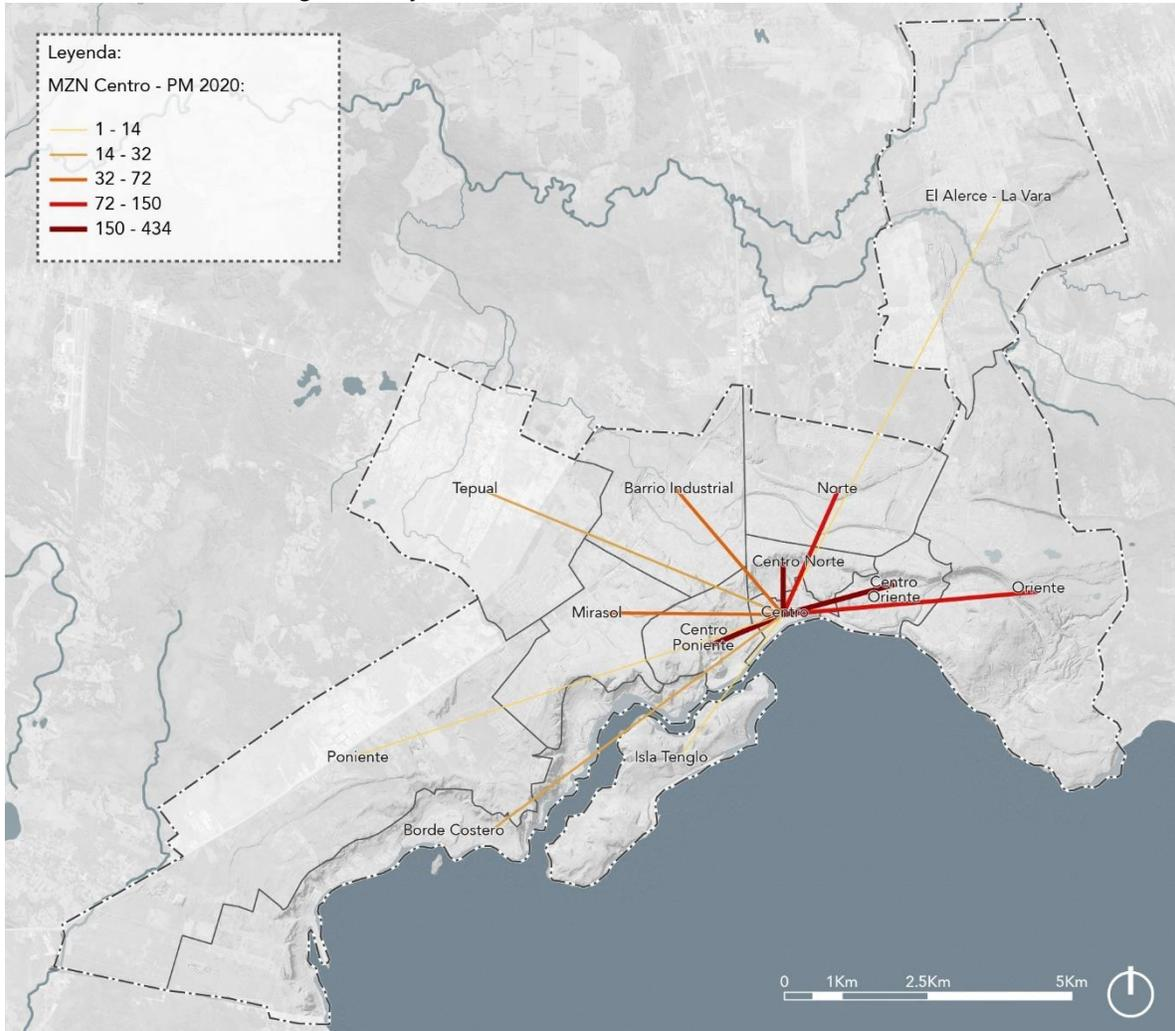 Leyenda:
MZN Centro - PM 2020:
1 - 14
14 - 32
32 - 72
72 - 150
150 - 434
El Alerce - La Vara
Tepual
Barrio Industrial
Norte
Centro Norte
Centro
Oriente
Oriente
Mirasol
Centro
Centro
Poniente
Poniente
Isla Tenglo
Borde Costero
0 1Km 2.5Km 5Km